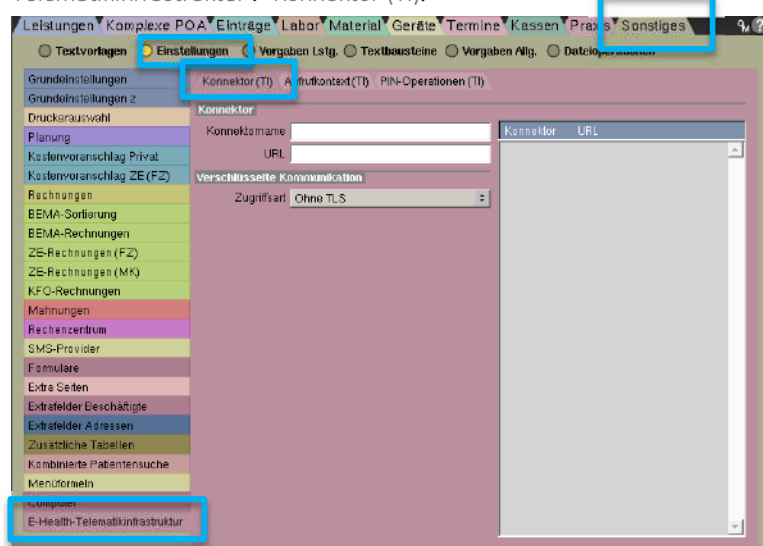 Leistungen Komplexe POA Einträge Labor Material Geräte Termine Kassen Praxis Sonstiges
Textvorlagen Einstellungen Vorgaben Lstg. Textbausteine Vorgaben Allg. Dateioperationen
Grundeinstellungen
Konnektor (TI) Aufrufkontext (TI) PIN-Operationen (TI)
Grundeinstellungen 2
Druckerauswahl
Konnektor
Planung
Konnektorname
Konnektor URL
Kostenvoranschlag Privat
URL
Kostenvoranschlag ZE (FZ)
Verschlüsselte Kommunikation
Rechnungen
Zugriffsart Ohne TLS
BEMA-Sortierung
BEMA-Rechnungen
ZE-Rechnungen (FZ)
ZE-Rechnungen (MK)
KFO-Rechnungen
Mahnungen
Rechenzentrum
SMS-Provider
Formulare
Extra Seiten
Extrafelder Beschäftigte
Extrafelder Adressen
Zusätzliche Tabellen
Kombinierte Patientensuche
Menüformeln
Computer
E-Health-Telematikinfrastruktur